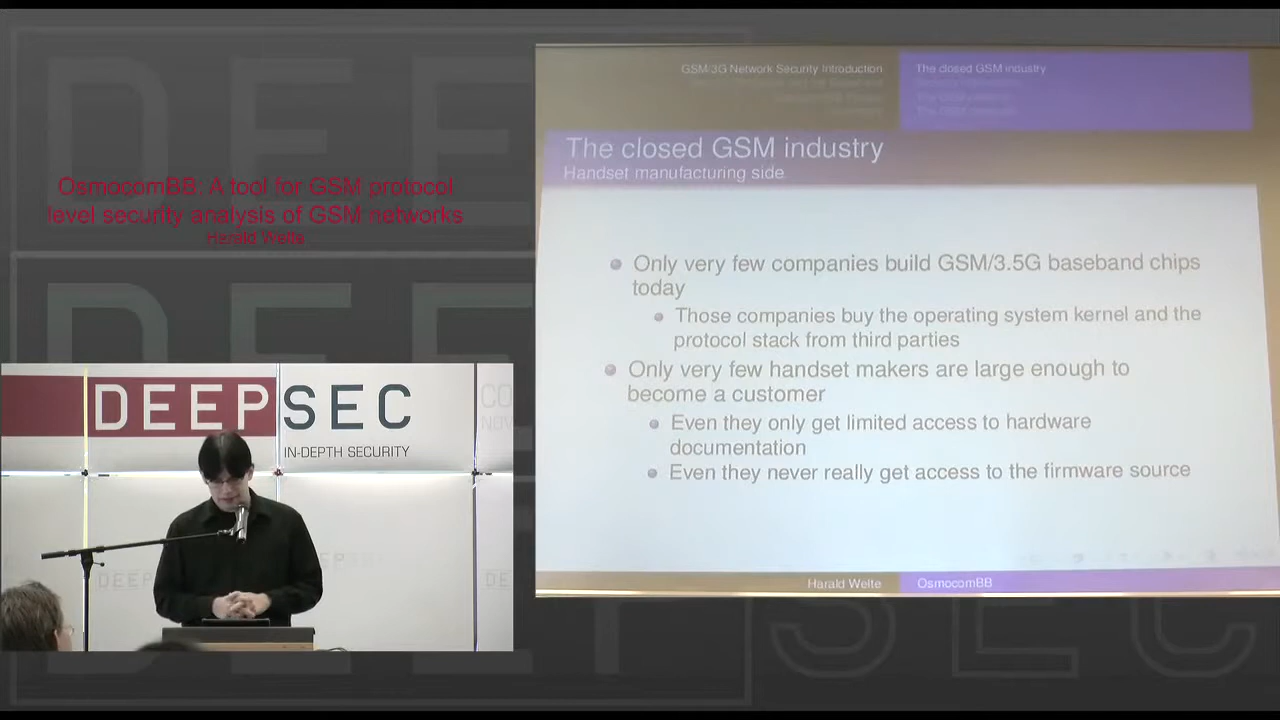 OsmocomBB: A tool for GSM protocol
level security analysis of GSM networks
Harald Welte
DEEPSEC
IN-DEPTH SECURITY
GSM/3G Network Security Introduction
The closed GSM industry
The closed GSM industry
Handset manufacturing side
Only very few companies build GSM/3.5G baseband chips
today
Those companies buy the operating system kernel and the
protocol stack from third parties
Only very few handset makers are large enough to
become a customer
Even they only get limited access to hardware
documentation
Even they never really get access to the firmware source
Harald Welte
OsmocomBB